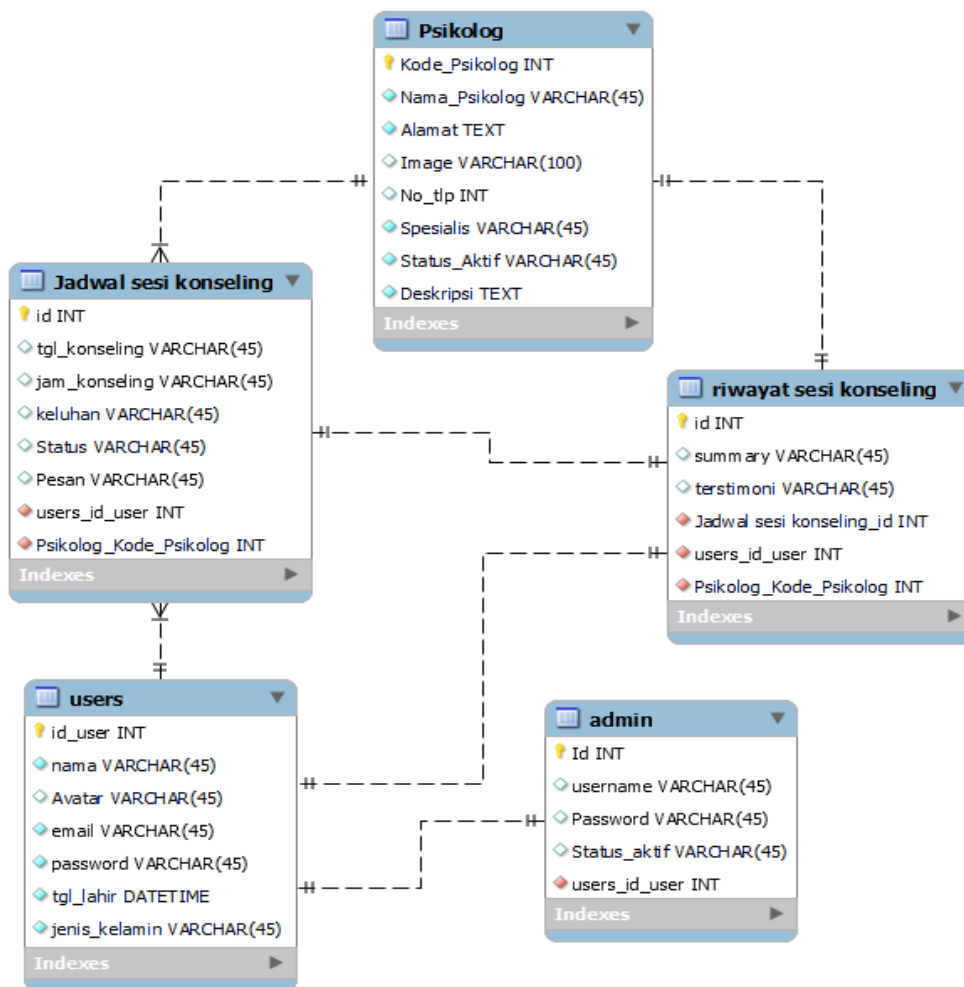 Psikolog
Kode_Psikolog INT
Nama_Psikolog VARCHAR(45)
Alamat TEXT
Image VARCHAR(100)
No_tlp INT
Spesialis VARCHAR(45)
Status_Aktif VARCHAR(45)
Deskripsi TEXT
Indexes
Jadwal sesi konseling
id INT
tgl_konseling VARCHAR(45)
jam_konseling VARCHAR(45)
keluhan VARCHAR(45)
Status VARCHAR(45)
Pesan VARCHAR(45)
users_id_user INT
Psikolog_Kode_Psikolog INT
Indexes
riwayat sesi konseling
id INT
summary VARCHAR(45)
terstimoni VARCHAR(45)
Jadwal sesi konseling_id INT
users_id_user INT
Psikolog_Kode_Psikolog INT
Indexes
users
id_user INT
nama VARCHAR(45)
Avatar VARCHAR(45)
email VARCHAR(45)
password VARCHAR(45)
tgl_lahir DATETIME
jenis_kelamin VARCHAR(45)
Indexes
admin
Id INT
username VARCHAR(45)
Password VARCHAR(45)
Status_aktif VARCHAR(45)
users_id_user INT
Indexes